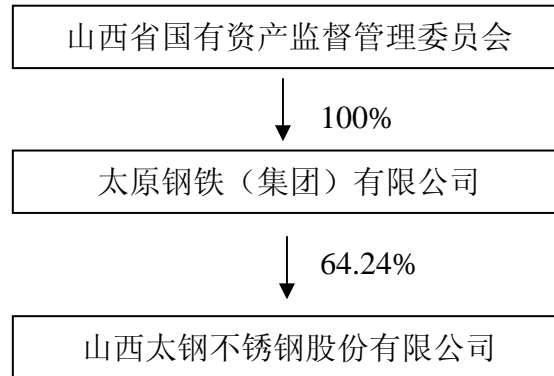 山西省国有资产监督管理委员会
100%
太原钢铁（集团）有限公司
64.24%
山西太钢不锈钢股份有限公司